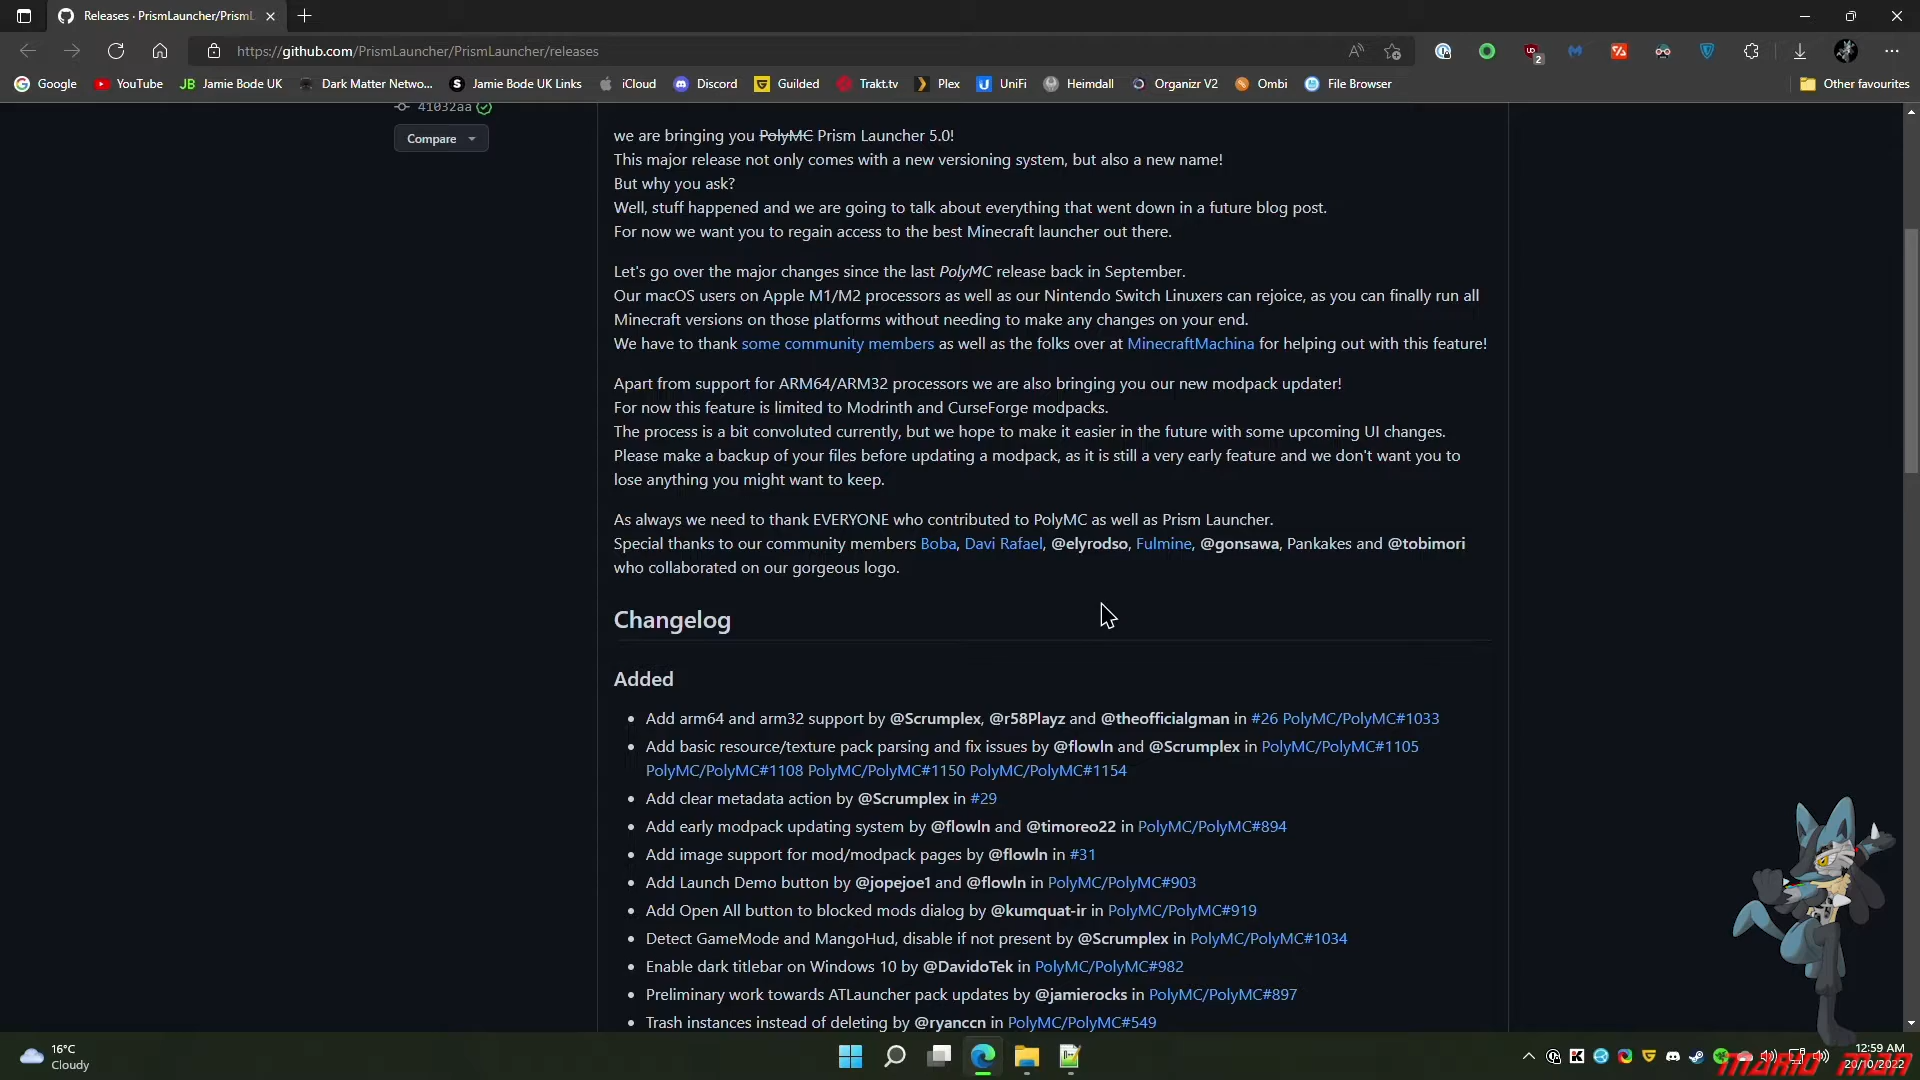 Releases · PrismLauncher/PrismL
https://github.com/PrismLauncher/PrismLauncher/releases
2
Google
YouTube
JB Jamie Bode UK
Dark Matter Netwo...
Jamie Bode UK Links
iCloud
Discord
Guilded
Trakt.tv
Plex
UniFi
Heimdall
Organizr V2
Ombi
File Browser
Other favourites
41032aa
Compare
we are bringing you PolyMC Prism Launcher 5.0!
This major release not only comes with a new versioning system, but also a new name!
But why you ask?
Well, stuff happened and we are going to talk about everything that went down in a future blog post.
For now we want you to regain access to the best Minecraft launcher out there.
Let's go over the major changes since the last PolyMC release back in September.
Our macOS users on Apple M1/M2 processors as well as our Nintendo Switch Linuxers can rejoice, as you can finally run all
Minecraft versions on those platforms without needing to make any changes on your end.
We have to thank some community members as well as the folks over at MinecraftMachina for helping out with this feature!
Apart from support for ARM64/ARM32 processors we are also bringing you our new modpack updater!
For now this feature is limited to Modrinth and CurseForge modpacks.
The process is a bit convoluted currently, but we hope to make it easier in the future with some upcoming UI changes.
Please make a backup of your files before updating a modpack, as it is still a very early feature and we don't want you to
lose anything you might want to keep.
As always we need to thank EVERYONE who contributed to PolyMC as well as Prism Launcher.
Special thanks to our community members Boba, Davi Rafael, @elyrodso, Fulmine, @gonsawa, Pankakes and @tobimori
who collaborated on our gorgeous logo.
Changelog
Added
• Add arm64 and arm32 support by @Scrumplex, @r58Playz and @theofficialgman in #26 PolyMC/PolyMC#1033
• Add basic resource/texture pack parsing and fix issues by @flowln and @Scrumplex in PolyMC/PolyMC#1105
PolyMC/PolyMC#1108 PolyMC/PolyMC#1150 PolyMC/PolyMC#1154
• Add clear metadata action by @Scrumplex in #29
• Add early modpack updating system by @flowln and @timoreo22 in PolyMC/PolyMC#894
• Add image support for mod/modpack pages by @flowln in #31
• Add Launch Demo button by @jopejoe1 and @flowln in PolyMC/PolyMC#903
• Add Open All button to blocked mods dialog by @kumquat-ir in PolyMC/PolyMC#919
• Detect GameMode and MangoHud, disable if not present by @Scrumplex in PolyMC/PolyMC#1034
• Enable dark titlebar on Windows 10 by @DavidoTek in PolyMC/PolyMC#982
• Preliminary work towards ATLauncher pack updates by @jamierocks in PolyMC/PolyMC#897
• Trash instances instead of deleting by @ryanccn in PolyMC/PolyMC#549
16°C
Cloudy
12:59 AM
20/10/2022
MARIO MAN